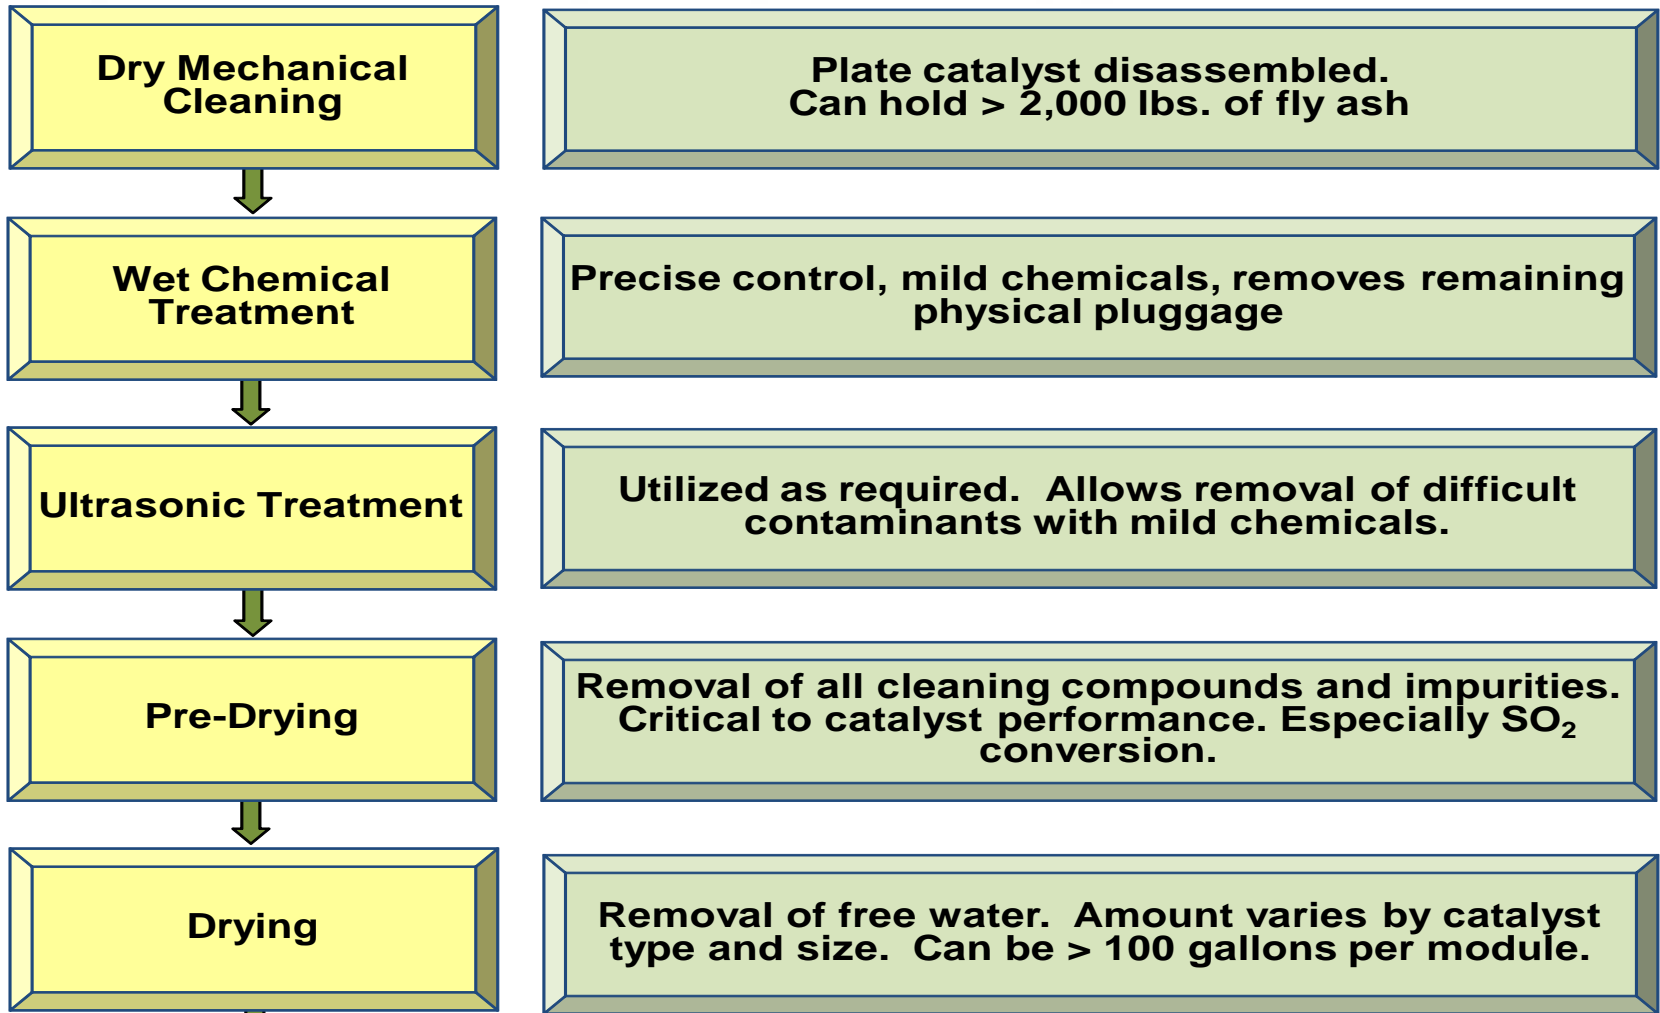 Dry Mechanical
Cleaning
Plate catalyst disassembled.
Can hold > 2,000 lbs. of fly ash
Wet Chemical
Treatment
Precise control, mild chemicals, removes remaining
physical pluggage
Ultrasonic Treatment
Utilized as required.  Allows removal of difficult
contaminants with mild chemicals.
Pre-Drying
Removal of all cleaning compounds and impurities.
Critical to catalyst performance. Especially SO₂
conversion.
Drying
Removal of free water.  Amount varies by catalyst
type and size.  Can be > 100 gallons per module.